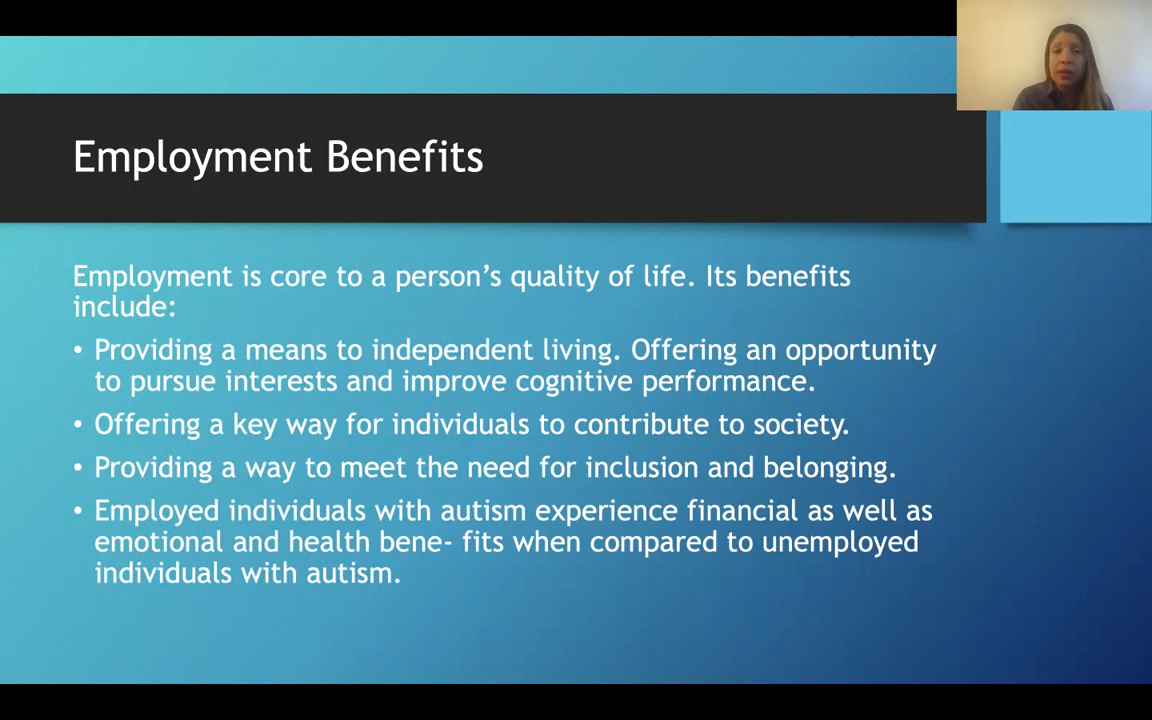 Employment Benefits
Employment is core to a person’s quality of life. Its benefits
include:
• Providing a means to independent living. Offering an opportunity
to pursue interests and improve cognitive performance.
• Offering a key way for individuals to contribute to society.
• Providing a way to meet the need for inclusion and belonging.
• Employed individuals with autism experience financial as well as
emotional and health bene- fits when compared to unemployed
individuals with autism.